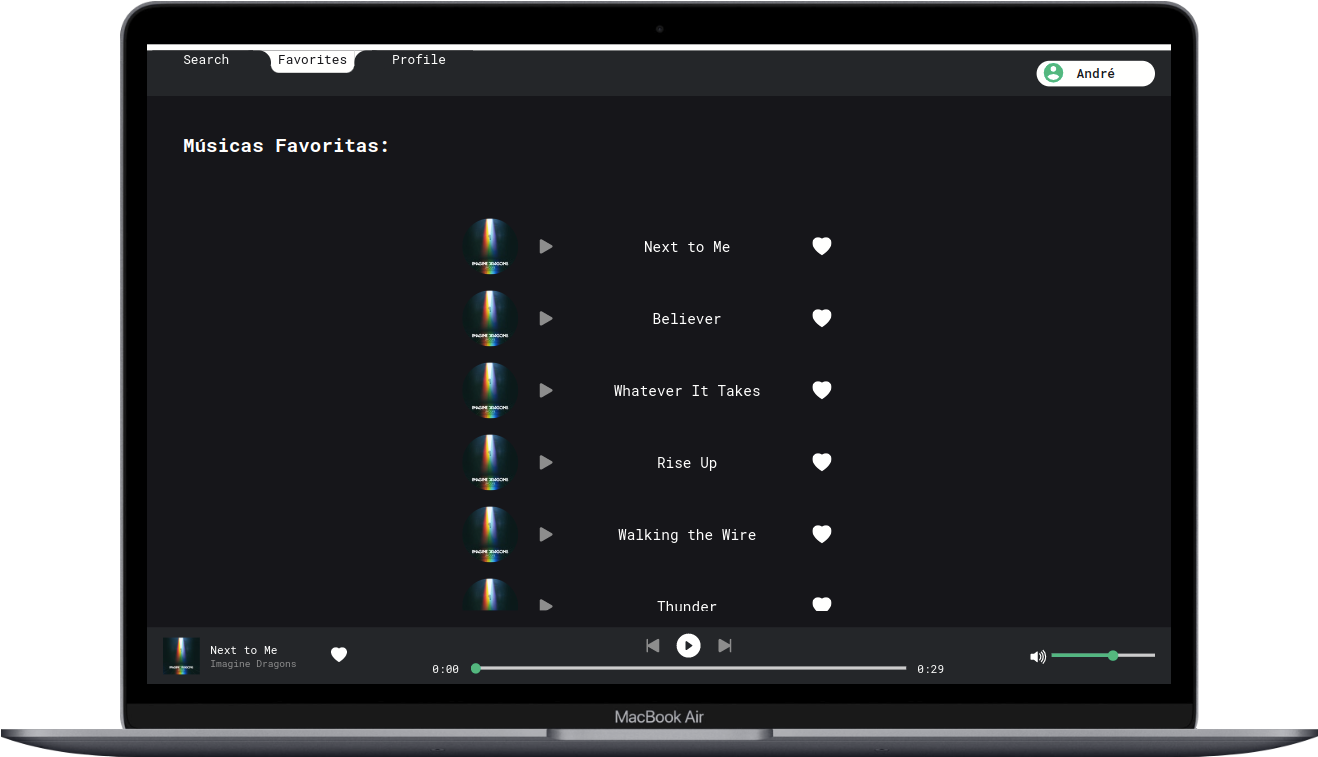 Search Favorites Profile
André
Músicas Favoritas:
IMAGINE DRAGONS
Next to Me
IMAGINE DRAGONS
Believer
IMAGINE DRAGONS
Whatever It Takes
IMAGINE DRAGONS
Rise Up
IMAGINE DRAGONS
Walking the Wire
Thunder
Next to Me
Imagine Dragons
0:00
0:29
MacBook Air